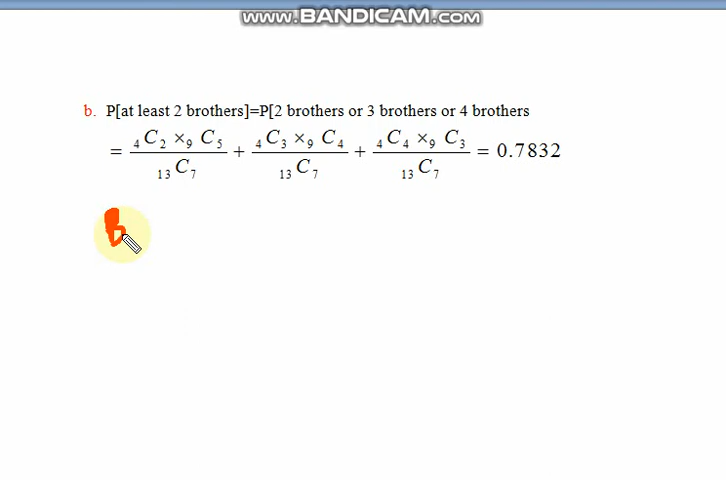 www.BANDICAM.com
b. P[at least 2 brothers]=P[2 brothers or 3 brothers or 4 brothers
= ₄C₂ ×₉ C₅ / ₁₃C₇ + ₄C₃ ×₉ C₄ / ₁₃C₇ + ₄C₄ ×₉ C₃ / ₁₃C₇ = 0.7832